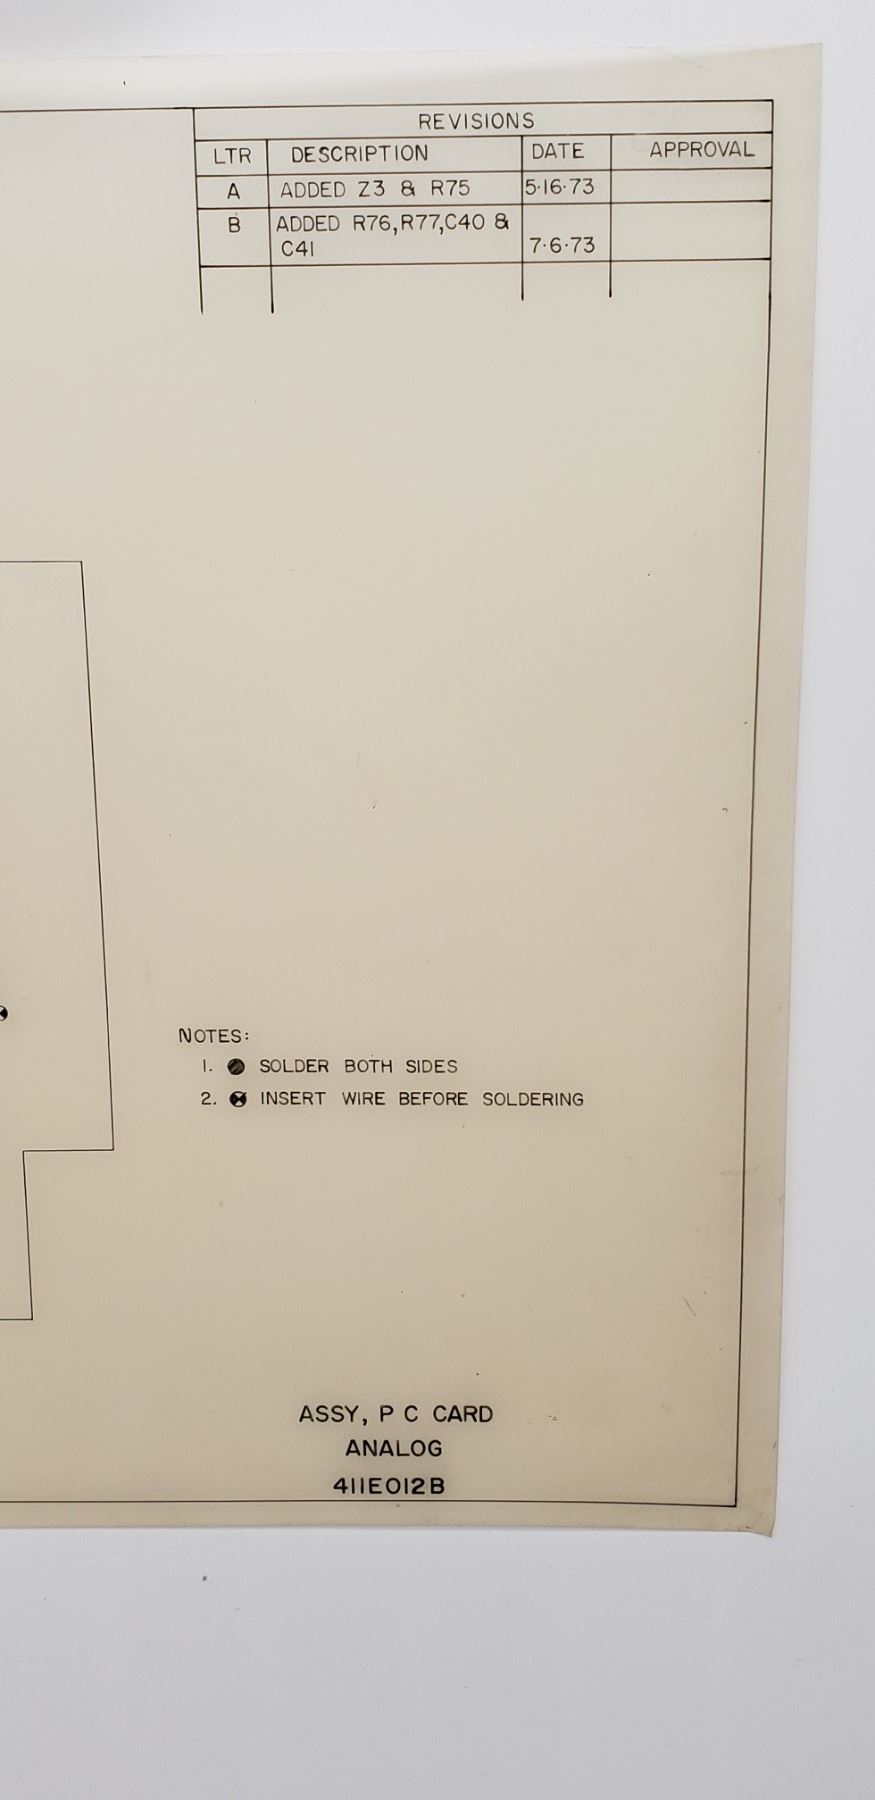 REVISIONS
LTR DESCRIPTION DATE APPROVAL
A ADDED Z3 & R75 5·16·73
B ADDED R76,R77,C40 &
C41 7·6·73
NOTES:
1. SOLDER BOTH SIDES
2. INSERT WIRE BEFORE SOLDERING
ASSY, P C CARD
ANALOG
411E012B